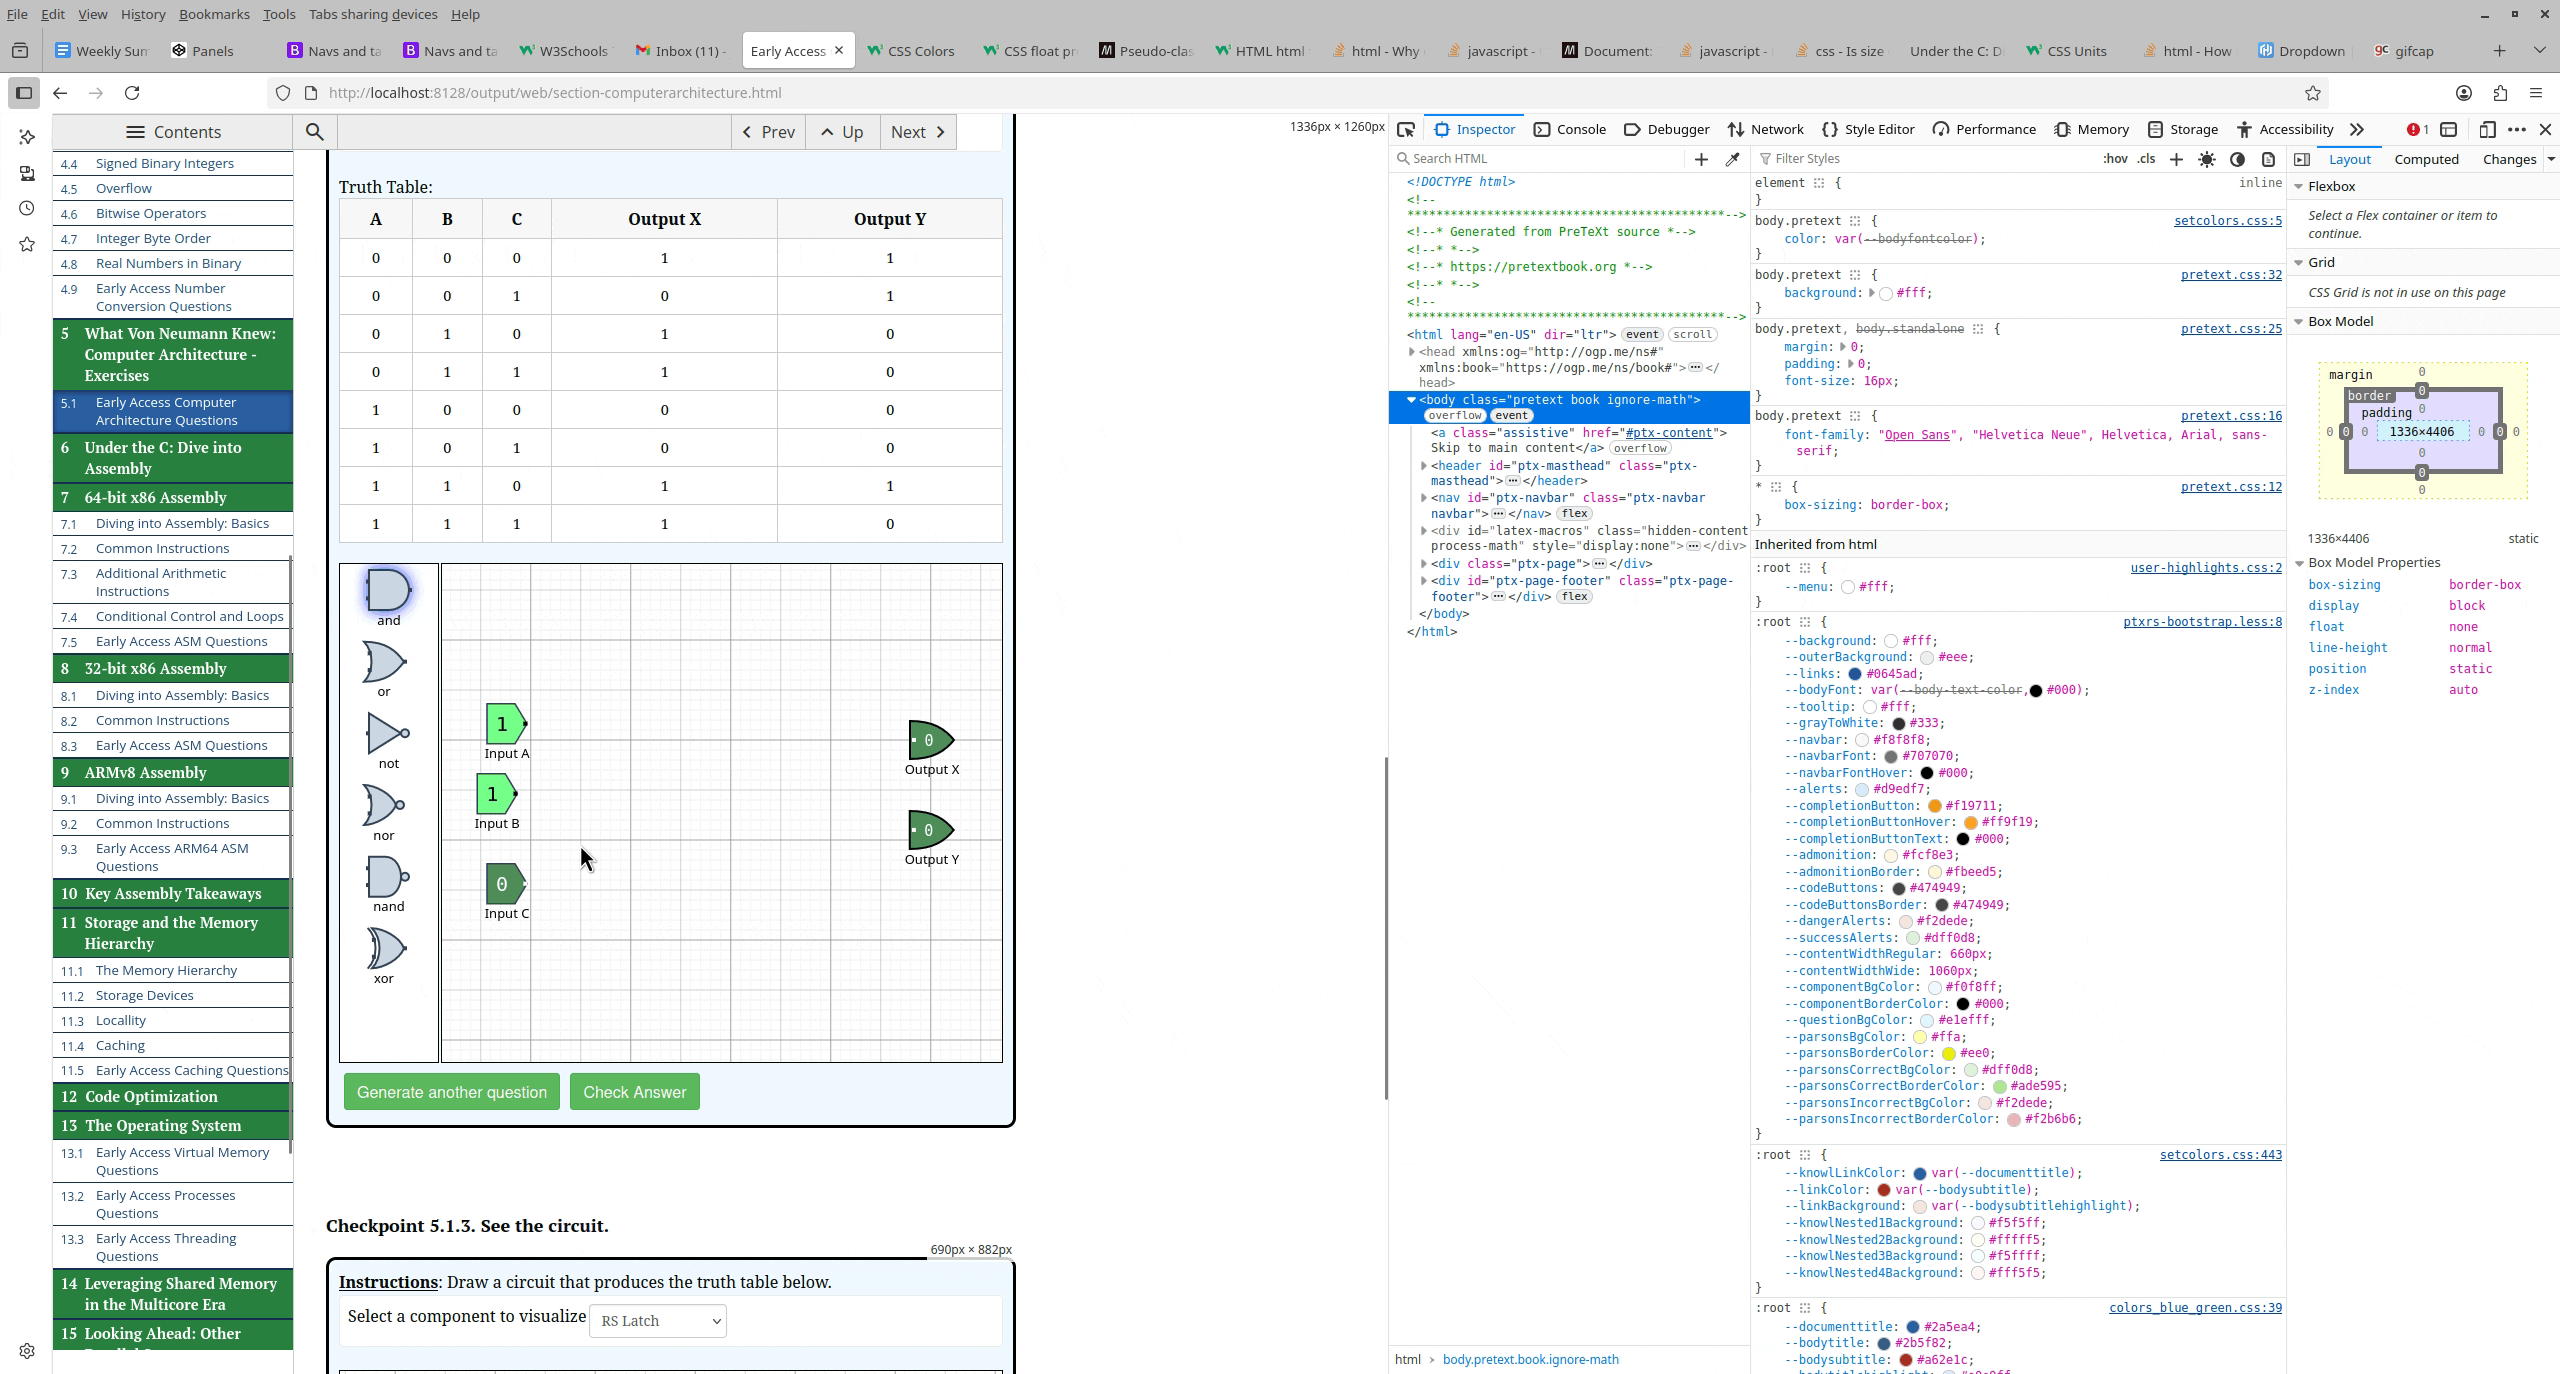 File Edit View History Bookmarks Tools Tabs sharing devices Help
Weekly Sum Panels Navs and ta Navs and ta W3Schools Inbox (11) - Early Access CSS Colors CSS float pr Pseudo-clas HTML html html - Why javascript - Document: javascript - css - Is size Under the C: D CSS Units html - How Dropdown gifcap
http://localhost:8128/output/web/section-computerarchitecture.html
Contents
Prev Up Next
4.4 Signed Binary Integers
4.5 Overflow
4.6 Bitwise Operators
4.7 Integer Byte Order
4.8 Real Numbers in Binary
4.9 Early Access Number
Conversion Questions
5 What Von Neumann Knew:
Computer Architecture -
Exercises
5.1 Early Access Computer
Architecture Questions
6 Under the C: Dive into
Assembly
7 64-bit x86 Assembly
7.1 Diving into Assembly: Basics
7.2 Common Instructions
7.3 Additional Arithmetic
Instructions
7.4 Conditional Control and Loops
7.5 Early Access ASM Questions
8 32-bit x86 Assembly
8.1 Diving into Assembly: Basics
8.2 Common Instructions
8.3 Early Access ASM Questions
9 ARMv8 Assembly
9.1 Diving into Assembly: Basics
9.2 Common Instructions
9.3 Early Access ARM64 ASM
Questions
10 Key Assembly Takeaways
11 Storage and the Memory
Hierarchy
11.1 The Memory Hierarchy
11.2 Storage Devices
11.3 Locallity
11.4 Caching
11.5 Early Access Caching Questions
12 Code Optimization
13 The Operating System
13.1 Early Access Virtual Memory
Questions
13.2 Early Access Processes
Questions
13.3 Early Access Threading
Questions
14 Leveraging Shared Memory
in the Multicore Era
15 Looking Ahead: Other
Truth Table:
A B C Output X Output Y
0 0 0 1 1
0 0 1 0 1
0 1 0 1 0
0 1 1 1 0
1 0 0 0 0
1 0 1 0 0
1 1 0 1 1
1 1 1 1 0
and
or
not
nor
nand
xor
1
Input A
1
Input B
0
Input C
0
Output X
0
Output Y
Generate another question Check Answer
Checkpoint 5.1.3. See the circuit.
690px × 882px
Instructions: Draw a circuit that produces the truth table below.
Select a component to visualize RS Latch
1336px × 1260px
Inspector Console Debugger Network Style Editor Performance Memory Storage Accessibility 1
Search HTML
<!DOCTYPE html>
<!--
******************************************-->
<!--* Generated from PreTeXt source *-->
<!--* *-->
<!--* https://pretextbook.org *-->
<!--* *-->
<!--
******************************************-->
<html lang="en-US" dir="ltr"> event scroll
<head xmlns:og="http://ogp.me/ns#"
xmlns:book="https://ogp.me/ns/book#"></
head>
<body class="pretext book ignore-math">
overflow event
<a class="assistive" href="#ptx-content">
Skip to main content</a> overflow
<header id="ptx-masthead" class="ptx-
masthead"></header>
<nav id="ptx-navbar" class="ptx-navbar
navbar"></nav> flex
<div id="latex-macros" class="hidden-content
process-math" style="display:none"></div>
<div class="ptx-page"></div>
<div id="ptx-page-footer" class="ptx-page-
footer"></div> flex
</body>
</html>
html body.pretext.book.ignore-math
Filter Styles :hov .cls
element { inline
}
body.pretext { setcolors.css:5
color: var(--bodyfontcolor);
}
body.pretext { pretext.css:32
background: #fff;
}
body.pretext, body.standalone { pretext.css:25
margin: 0;
padding: 0;
font-size: 16px;
}
body.pretext { pretext.css:16
font-family: "Open Sans", "Helvetica Neue", Helvetica, Arial, sans-
serif;
}
* { pretext.css:12
box-sizing: border-box;
}
Inherited from html
:root { user-highlights.css:2
--menu: #fff;
}
:root { ptxrs-bootstrap.less:8
--background: #fff;
--outerBackground: #eee;
--links: #0645ad;
--bodyFont: var(--body-text-color, #000);
--tooltip: #fff;
--grayToWhite: #333;
--navbar: #f8f8f8;
--navbarFont: #707070;
--navbarFontHover: #000;
--alerts: #d9edf7;
--completionButton: #f19711;
--completionButtonHover: #ff9f19;
--completionButtonText: #000;
--admonition: #fcf8e3;
--admonitionBorder: #fbeed5;
--codeButtons: #474949;
--codeButtonsBorder: #474949;
--dangerAlerts: #f2dede;
--successAlerts: #dff0d8;
--contentWidthRegular: 660px;
--contentWidthWide: 1060px;
--componentBgColor: #f0f8ff;
--componentBorderColor: #000;
--questionBgColor: #e1efff;
--parsonsBgColor: #ffa;
--parsonsBorderColor: #ee0;
--parsonsCorrectBgColor: #dff0d8;
--parsonsCorrectBorderColor: #ade595;
--parsonsIncorrectBgColor: #f2dede;
--parsonsIncorrectBorderColor: #f2b6b6;
}
:root { setcolors.css:443
--knowlLinkColor: var(--documenttitle);
--linkColor: var(--bodysubtitle);
--linkBackground: var(--bodysubtitlehighlight);
--knowlNested1Background: #f5f5ff;
--knowlNested2Background: #fffff5;
--knowlNested3Background: #f5ffff;
--knowlNested4Background: #fff5f5;
}
:root { colors_blue_green.css:39
--documenttitle: #2a5ea4;
--bodytitle: #2b5f82;
--bodysubtitle: #a62e1c;
Layout Computed Changes
Flexbox
Select a Flex container or item to
continue.
Grid
CSS Grid is not in use on this page
Box Model
margin 0
border 0
padding 0
0 0 0 1336×4406 0 0 0
0
0
0
1336×4406 static
Box Model Properties
box-sizing border-box
display block
float none
line-height normal
position static
z-index auto